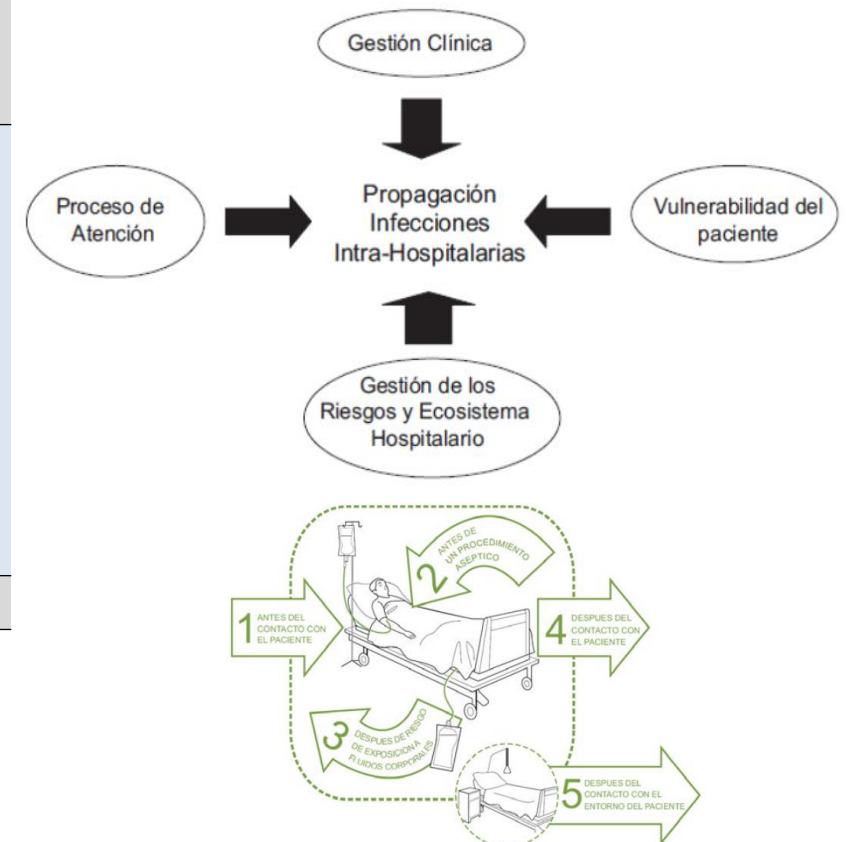 Gestión Clínica
Proceso de
Atención
Propagación
Infecciones
Intra-Hospitalarias
Vulnerabilidad del
paciente
Gestión de los
Riesgos y Ecosistema
Hospitalario
1
ANTES DEL
CONTACTO CON
EL PACIENTE
2
ANTES DE
UN PROCEDIMIENTO
ASEPTICO
3
DESPUES DE RIESGO
DE EXPOSICION A
FLUIDOS CORPORALES
4
DESPUES DEL
CONTACTO CON
EL PACIENTE
5
DESPUES DEL
CONTACTO CON EL
ENTORNO DEL PACIENTE